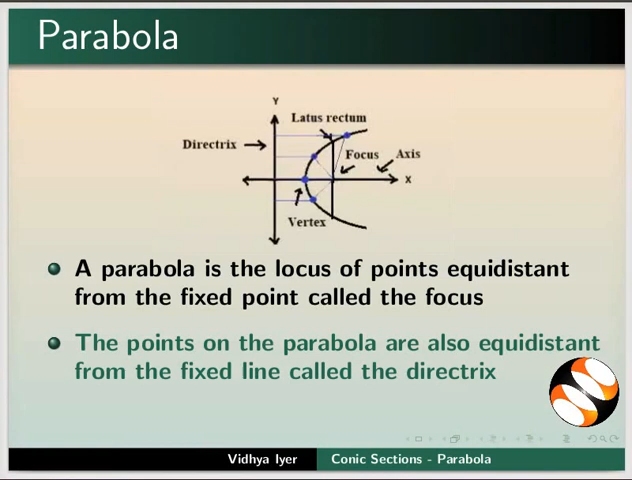 Parabola
Y
Latus rectum
Directrix
Focus
Axis
X
Vertex
A parabola is the locus of points equidistant
from the fixed point called the focus
The points on the parabola are also equidistant
from the fixed line called the directrix
Vidhya Iyer
Conic Sections - Parabola